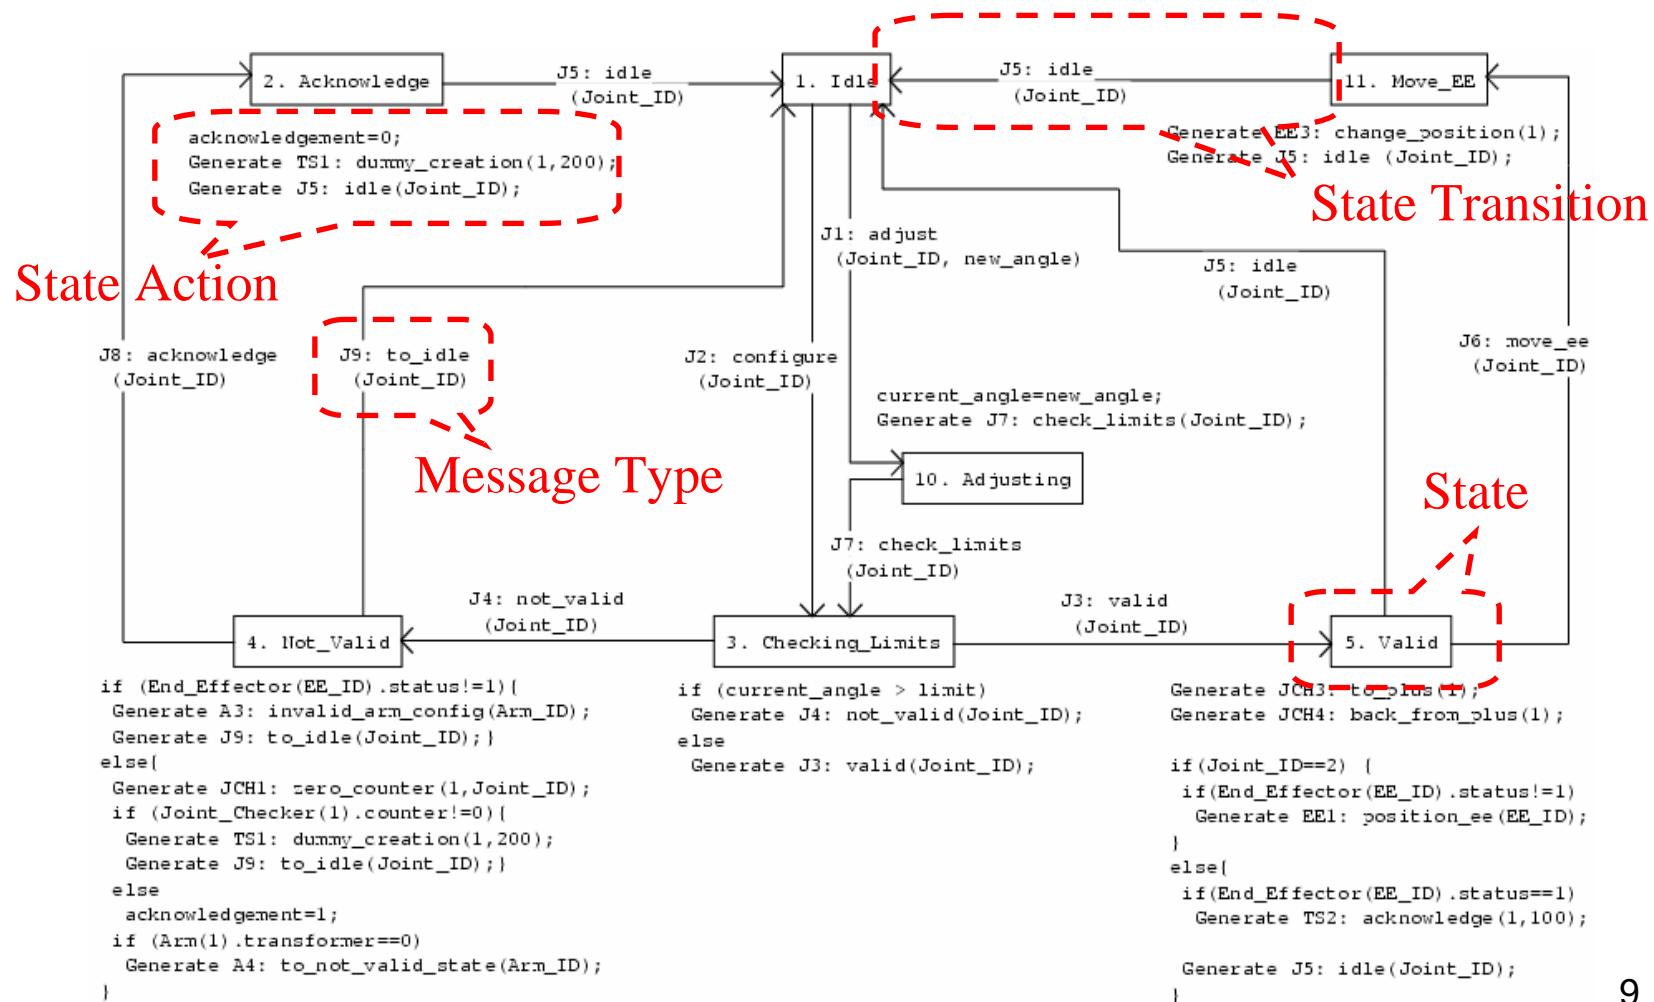 2. Acknowledge
J5: idle
(Joint_ID)
1. Idle
J5: idle
(Joint_ID)
11. Move_EE
acknowledgement=0;
Generate TS1: dummy_creation(1,200);
Generate J5: idle(Joint_ID);
Generate EE3: change_position(1);
Generate J5: idle (Joint_ID);
State Transition
State Action
J1: adjust
(Joint_ID, new_angle)
J5: idle
(Joint_ID)
J8: acknowledge
(Joint_ID)
J9: to_idle
(Joint_ID)
J2: configure
(Joint_ID)
J6: move_ee
(Joint_ID)
current_angle=new_angle;
Generate J7: check_limits(Joint_ID);
Message Type
10. Adjusting
State
J7: check_limits
(Joint_ID)
J4: not_valid
(Joint_ID)
J3: valid
(Joint_ID)
4. Not_Valid
3. Checking_Limits
5. Valid
if (End_Effector(EE_ID).status!=1){
Generate A3: invalid_arm_config(Arm_ID);
Generate J9: to_idle(Joint_ID);}
else{
Generate JCH1: zero_counter(1,Joint_ID);
if (Joint_Checker(1).counter!=0){
Generate TS1: dummy_creation(1,200);
Generate J9: to_idle(Joint_ID);}
else
acknowledgement=1;
if (Arm(1).transformer==0)
Generate A4: to_not_valid_state(Arm_ID);
}
if (current_angle > limit)
Generate J4: not_valid(Joint_ID);
else
Generate J3: valid(Joint_ID);
Generate JCH3: to_plus(1);
Generate JCH4: back_from_plus(1);
if(Joint_ID==2) {
if(End_Effector(EE_ID).status!=1)
Generate EE1: position_ee(EE_ID);
}
else{
if(End_Effector(EE_ID).status==1)
Generate TS2: acknowledge(1,100);
Generate J5: idle(Joint_ID);
}
9